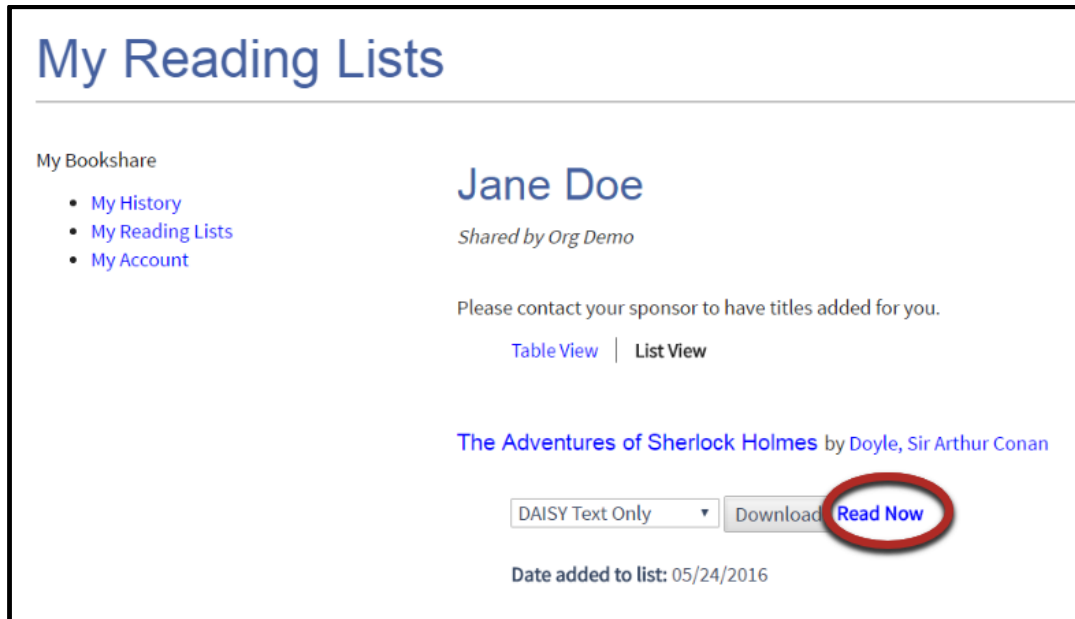 My Reading Lists
My Bookshare
My History
My Reading Lists
My Account
Jane Doe
Shared by Org Demo
Please contact your sponsor to have titles added for you.
Table View | List View
The Adventures of Sherlock Holmes by Doyle, Sir Arthur Conan
DAISY Text Only Download Read Now
Date added to list: 05/24/2016